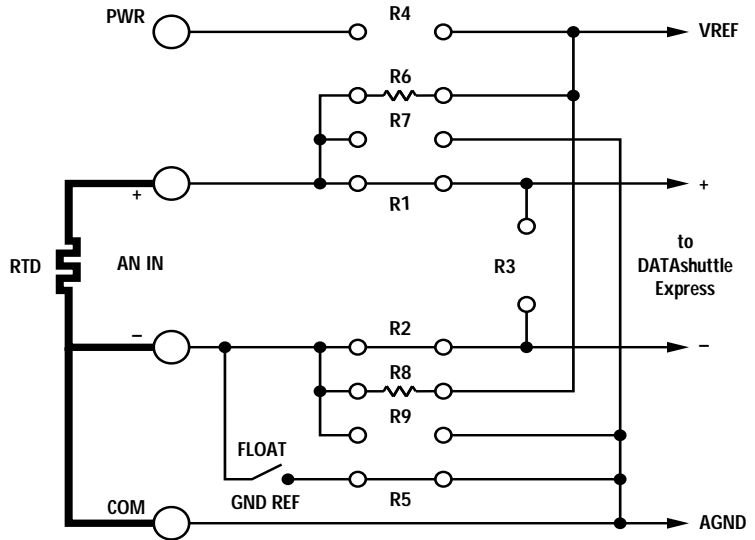 PWR
R4
VREF
R6
R7
+
R1
+
RTD
AN IN
R3
to
DATAshuttle
Express
–
R2
–
R8
R9
FLOAT
GND REF
R5
COM
AGND